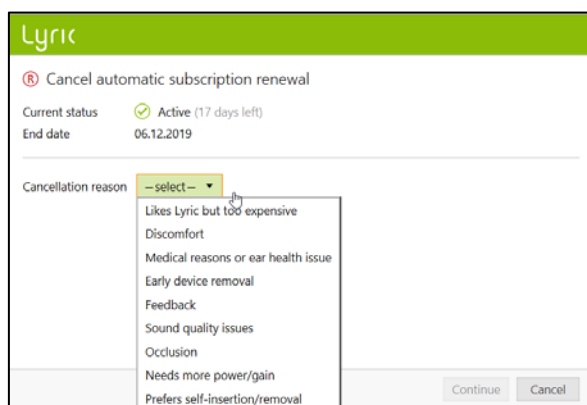 Lyric
® Cancel automatic subscription renewal
Current status Active (17 days left)
End date 06.12.2019
Cancellation reason –select– ▼
Likes Lyric but too expensive
Discomfort
Medical reasons or ear health issue
Early device removal
Feedback
Sound quality issues
Occlusion
Needs more power/gain
Prefers self-insertion/removal
Continue Cancel